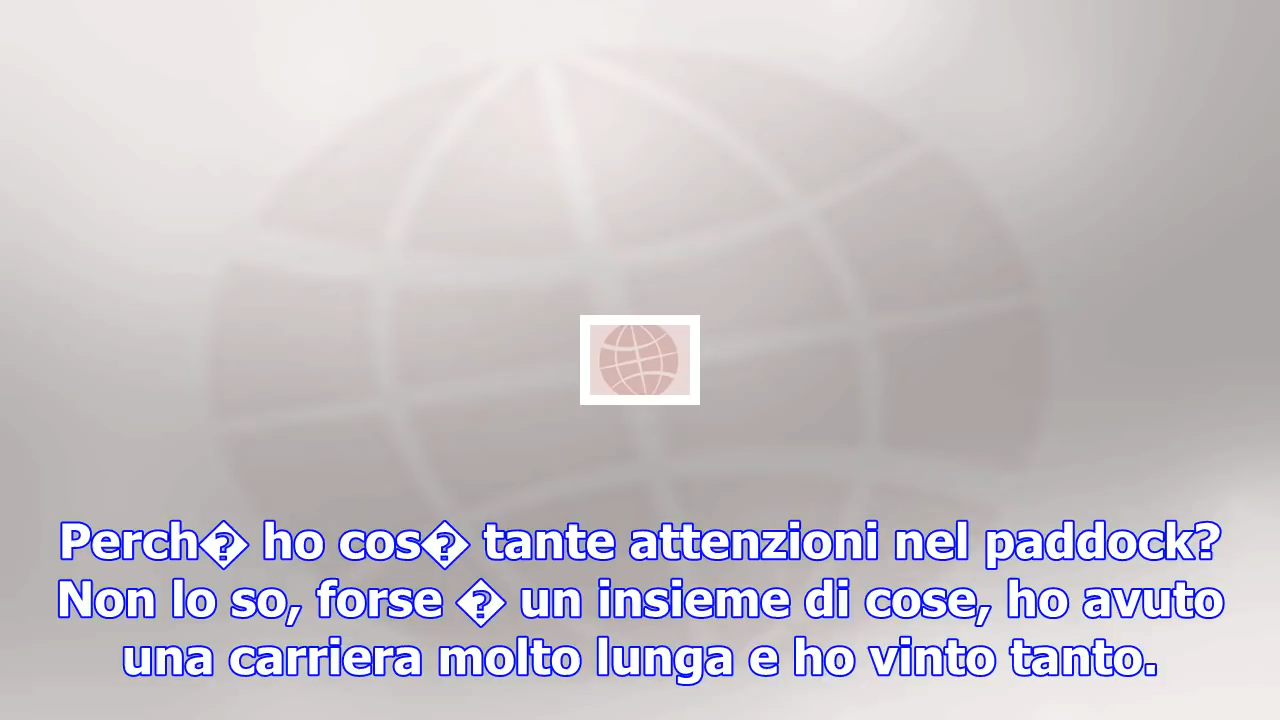 Perch� ho cos� tante attenzioni nel paddock?
Non lo so, forse � un insieme di cose, ho avuto
una carriera molto lunga e ho vinto tanto.